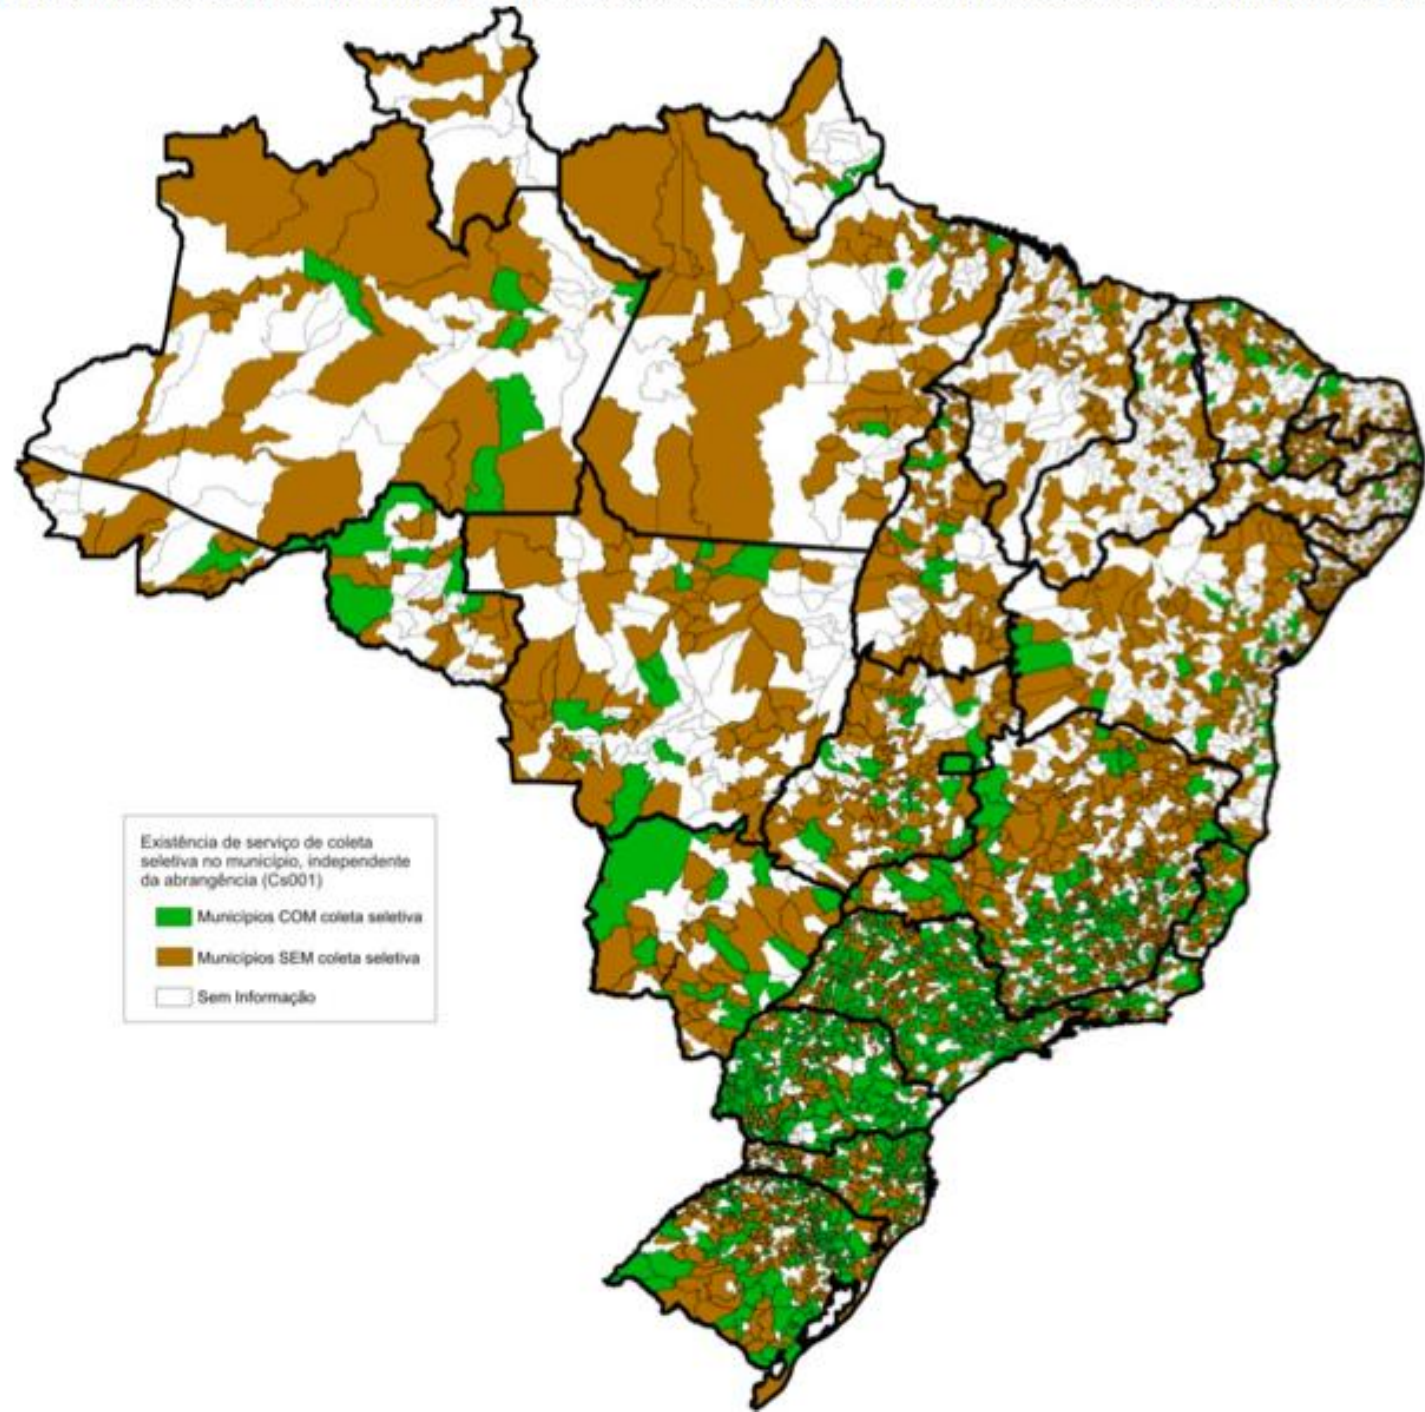 Existência de serviço de coleta
seletiva no município, independente
da abrangência (Cs001)
Municípios COM coleta seletiva
Municípios SEM coleta seletiva
Sem Informação